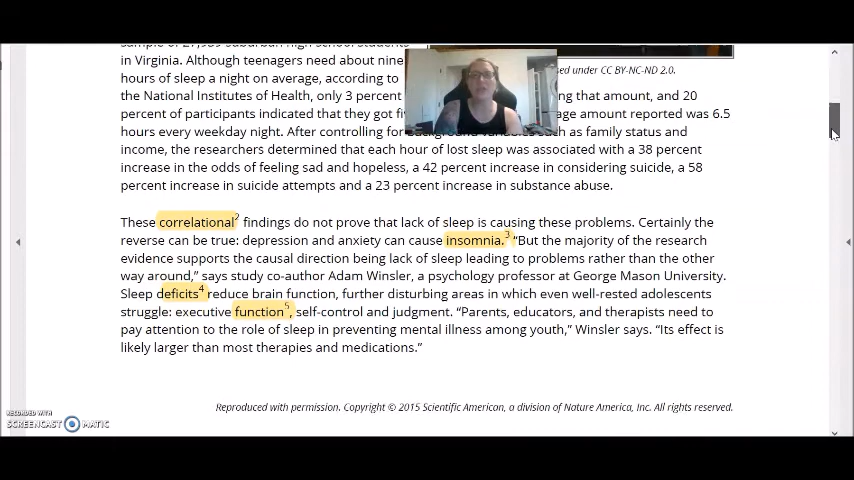 sample of 27,939 suburban high school students
in Virginia. Although teenagers need about nine
hours of sleep a night on average, according to
sed under CC BY-NC-ND 2.0.
the National Institutes of Health, only 3 percent
ing that amount, and 20
percent of participants indicated that they got fi
age amount reported was 6.5
hours every weekday night. After controlling for background variables such as family status and
income, the researchers determined that each hour of lost sleep was associated with a 38 percent
increase in the odds of feeling sad and hopeless, a 42 percent increase in considering suicide, a 58
percent increase in suicide attempts and a 23 percent increase in substance abuse.
These correlational² findings do not prove that lack of sleep is causing these problems. Certainly the
reverse can be true: depression and anxiety can cause insomnia.³ “But the majority of the research
evidence supports the causal direction being lack of sleep leading to problems rather than the other
way around,” says study co-author Adam Winsler, a psychology professor at George Mason University.
Sleep deficits⁴ reduce brain function, further disturbing areas in which even well-rested adolescents
struggle: executive function⁵, self-control and judgment. “Parents, educators, and therapists need to
pay attention to the role of sleep in preventing mental illness among youth,” Winsler says. “Its effect is
likely larger than most therapies and medications.”
Reproduced with permission. Copyright © 2015 Scientific American, a division of Nature America, Inc. All rights reserved.
RECORDED WITH
SCREENCAST MATIC